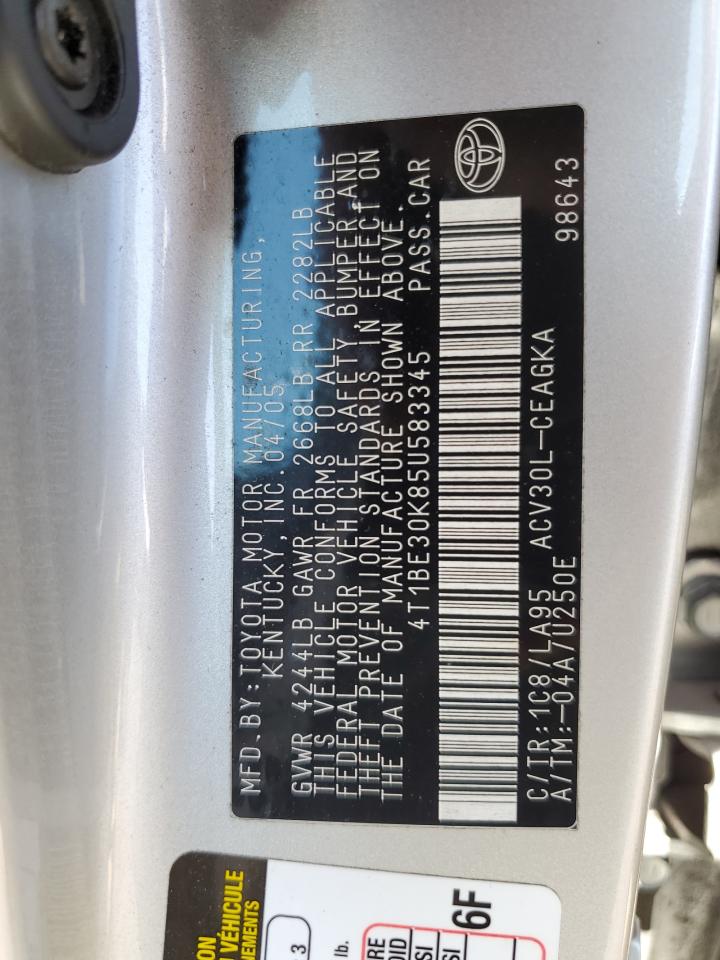 MFD. BY: TOYOTA MOTOR MANUFACTURING,
KENTUCKY, INC. 04/05
GVWR 4244LB GAWR FR 2668LB RR 2282LB
THIS VEHICLE CONFORMS TO ALL APPLICABLE
FEDERAL MOTOR VEHICLE SAFETY, BUMPER, AND
THEFT PREVENTION STANDARDS IN EFFECT ON
THE DATE OF MANUFACTURE SHOWN ABOVE.
4T1BE30K85U583345 PASS. CAR
C/TR: 1C8/LA95 ACV30L-CEAGKA
A/TM: -04A/U250E 98643
VÉHICULE
lb.
6F